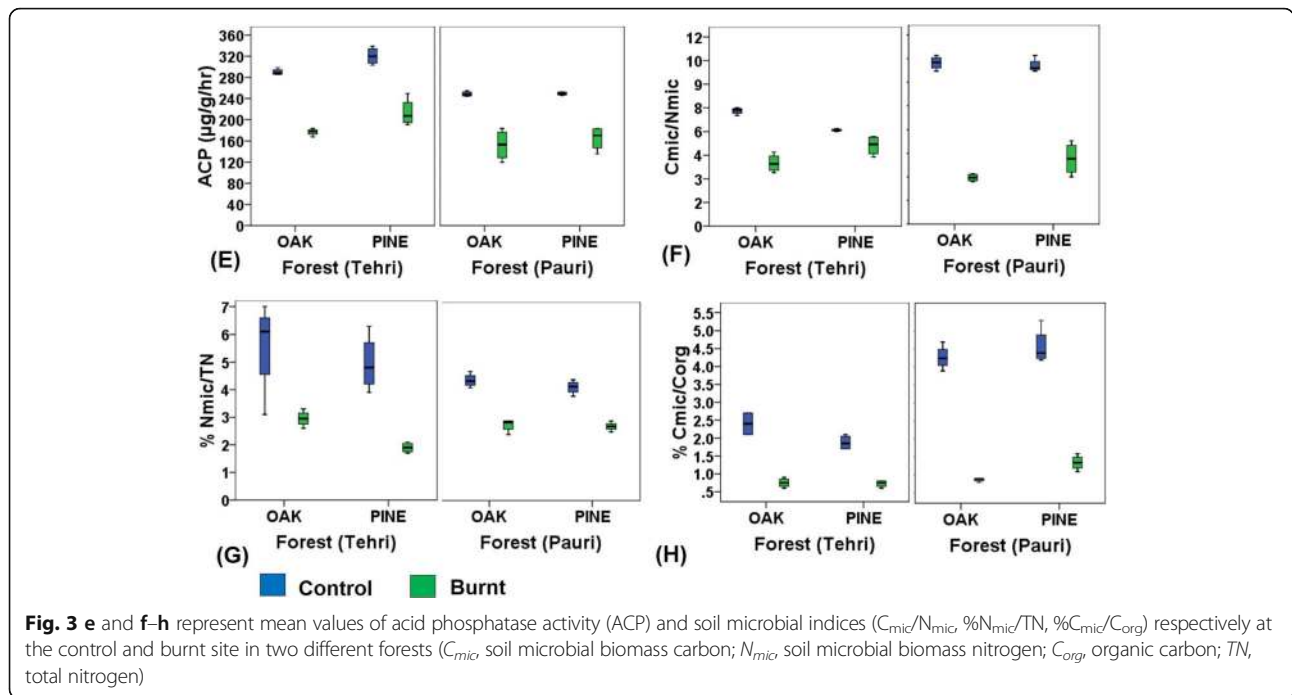 360
320
280
240
200
160
120
80
40
0
ACP (µg/g/hr)
OAK PINE OAK PINE
(E) Forest (Tehri) Forest (Pauri)
12
10
8
6
4
3
2
0
Cmic/Nmic
OAK PINE OAK PINE
(F) Forest (Tehri) Forest (Pauri)
7
6
5
4
3
2
1
0
% Nmic/TN
OAK PINE OAK PINE
(G) Forest (Tehri) Forest (Pauri)
5.5
5.0
4.5
4.0
3.5
3.0
2.5
2.0
1.5
1.0
.5
% Cmic/Corg
OAK PINE OAK PINE
(H) Forest (Tehri) Forest (Pauri)
Control Burnt
Fig. 3 e and f–h represent mean values of acid phosphatase activity (ACP) and soil microbial indices (Cmic/Nmic, %Nmic/TN, %Cmic/Corg) respectively at
the control and burnt site in two different forests (Cmic, soil microbial biomass carbon; Nmic, soil microbial biomass nitrogen; Corg, organic carbon; TN,
total nitrogen)